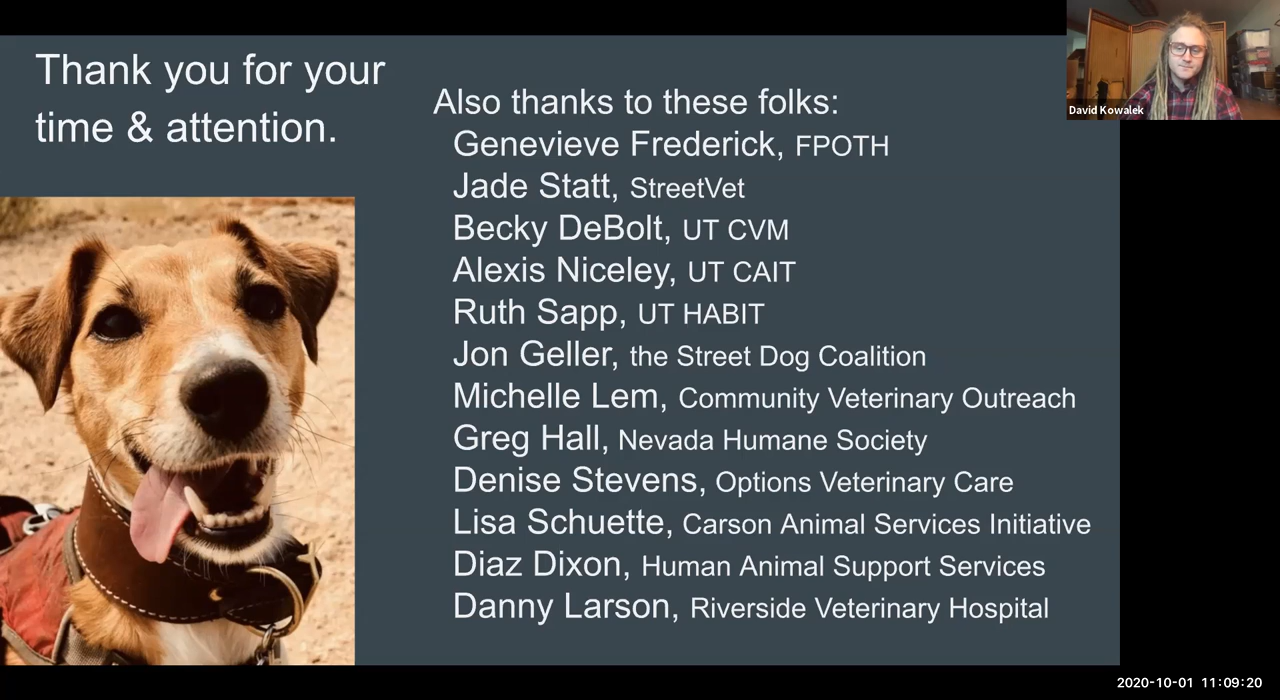 Thank you for your
time & attention.
Also thanks to these folks:
Genevieve Frederick, FPOTH
Jade Statt, StreetVet
Becky DeBolt, UT CVM
Alexis Niceley, UT CAIT
Ruth Sapp, UT HABIT
Jon Geller, the Street Dog Coalition
Michelle Lem, Community Veterinary Outreach
Greg Hall, Nevada Humane Society
Denise Stevens, Options Veterinary Care
Lisa Schuette, Carson Animal Services Initiative
Diaz Dixon, Human Animal Support Services
Danny Larson, Riverside Veterinary Hospital
David Kowalek
2020-10-01 11:09:20